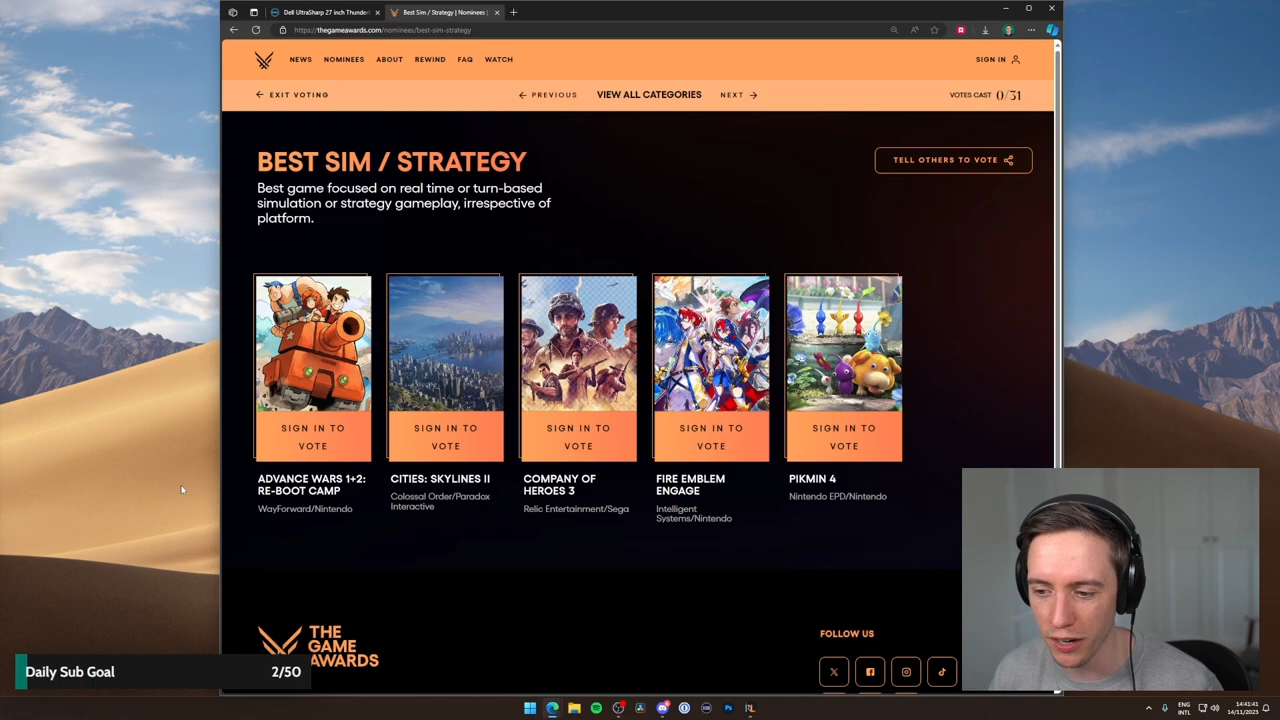 Dell UltraSharp 27 inch Thunder
Best Sim / Strategy | Nominees |
https://thegameawards.com/nominees/best-sim-strategy
NEWS
NOMINEES
ABOUT
REWIND
FAQ
WATCH
SIGN IN
EXIT VOTING
PREVIOUS
VIEW ALL CATEGORIES
NEXT
VOTES CAST 0/31
BEST SIM / STRATEGY
TELL OTHERS TO VOTE
Best game focused on real time or turn-based
simulation or strategy gameplay, irrespective of
platform.
SIGN IN TO
VOTE
SIGN IN TO
VOTE
SIGN IN TO
VOTE
SIGN IN TO
VOTE
SIGN IN TO
VOTE
ADVANCE WARS 1+2:
RE-BOOT CAMP
WayForward/Nintendo
CITIES: SKYLINES II
Colossal Order/Paradox
Interactive
COMPANY OF
HEROES 3
Relic Entertainment/Sega
FIRE EMBLEM
ENGAGE
Intelligent
Systems/Nintendo
PIKMIN 4
Nintendo EPD/Nintendo
THE
GAME
AWARDS
FOLLOW US
Daily Sub Goal
2/50
ENG
INTL
14:41:41
14/11/2023